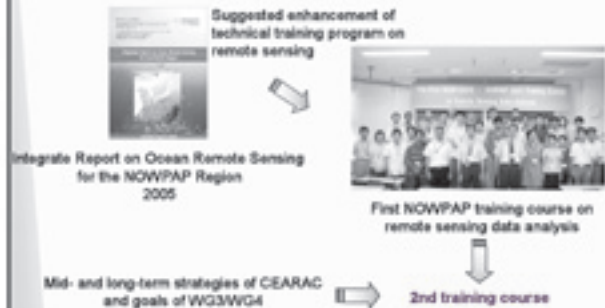 Suggested enhancement of
technical training program on
remote sensing
Integrate Report on Ocean Remote Sensing
for the NOWPAP Region
2005
First NOWPAP training course on
remote sensing data analysis
Mid- and long-term strategies of CEARAC
and goals of WG3/WG4
2nd training course